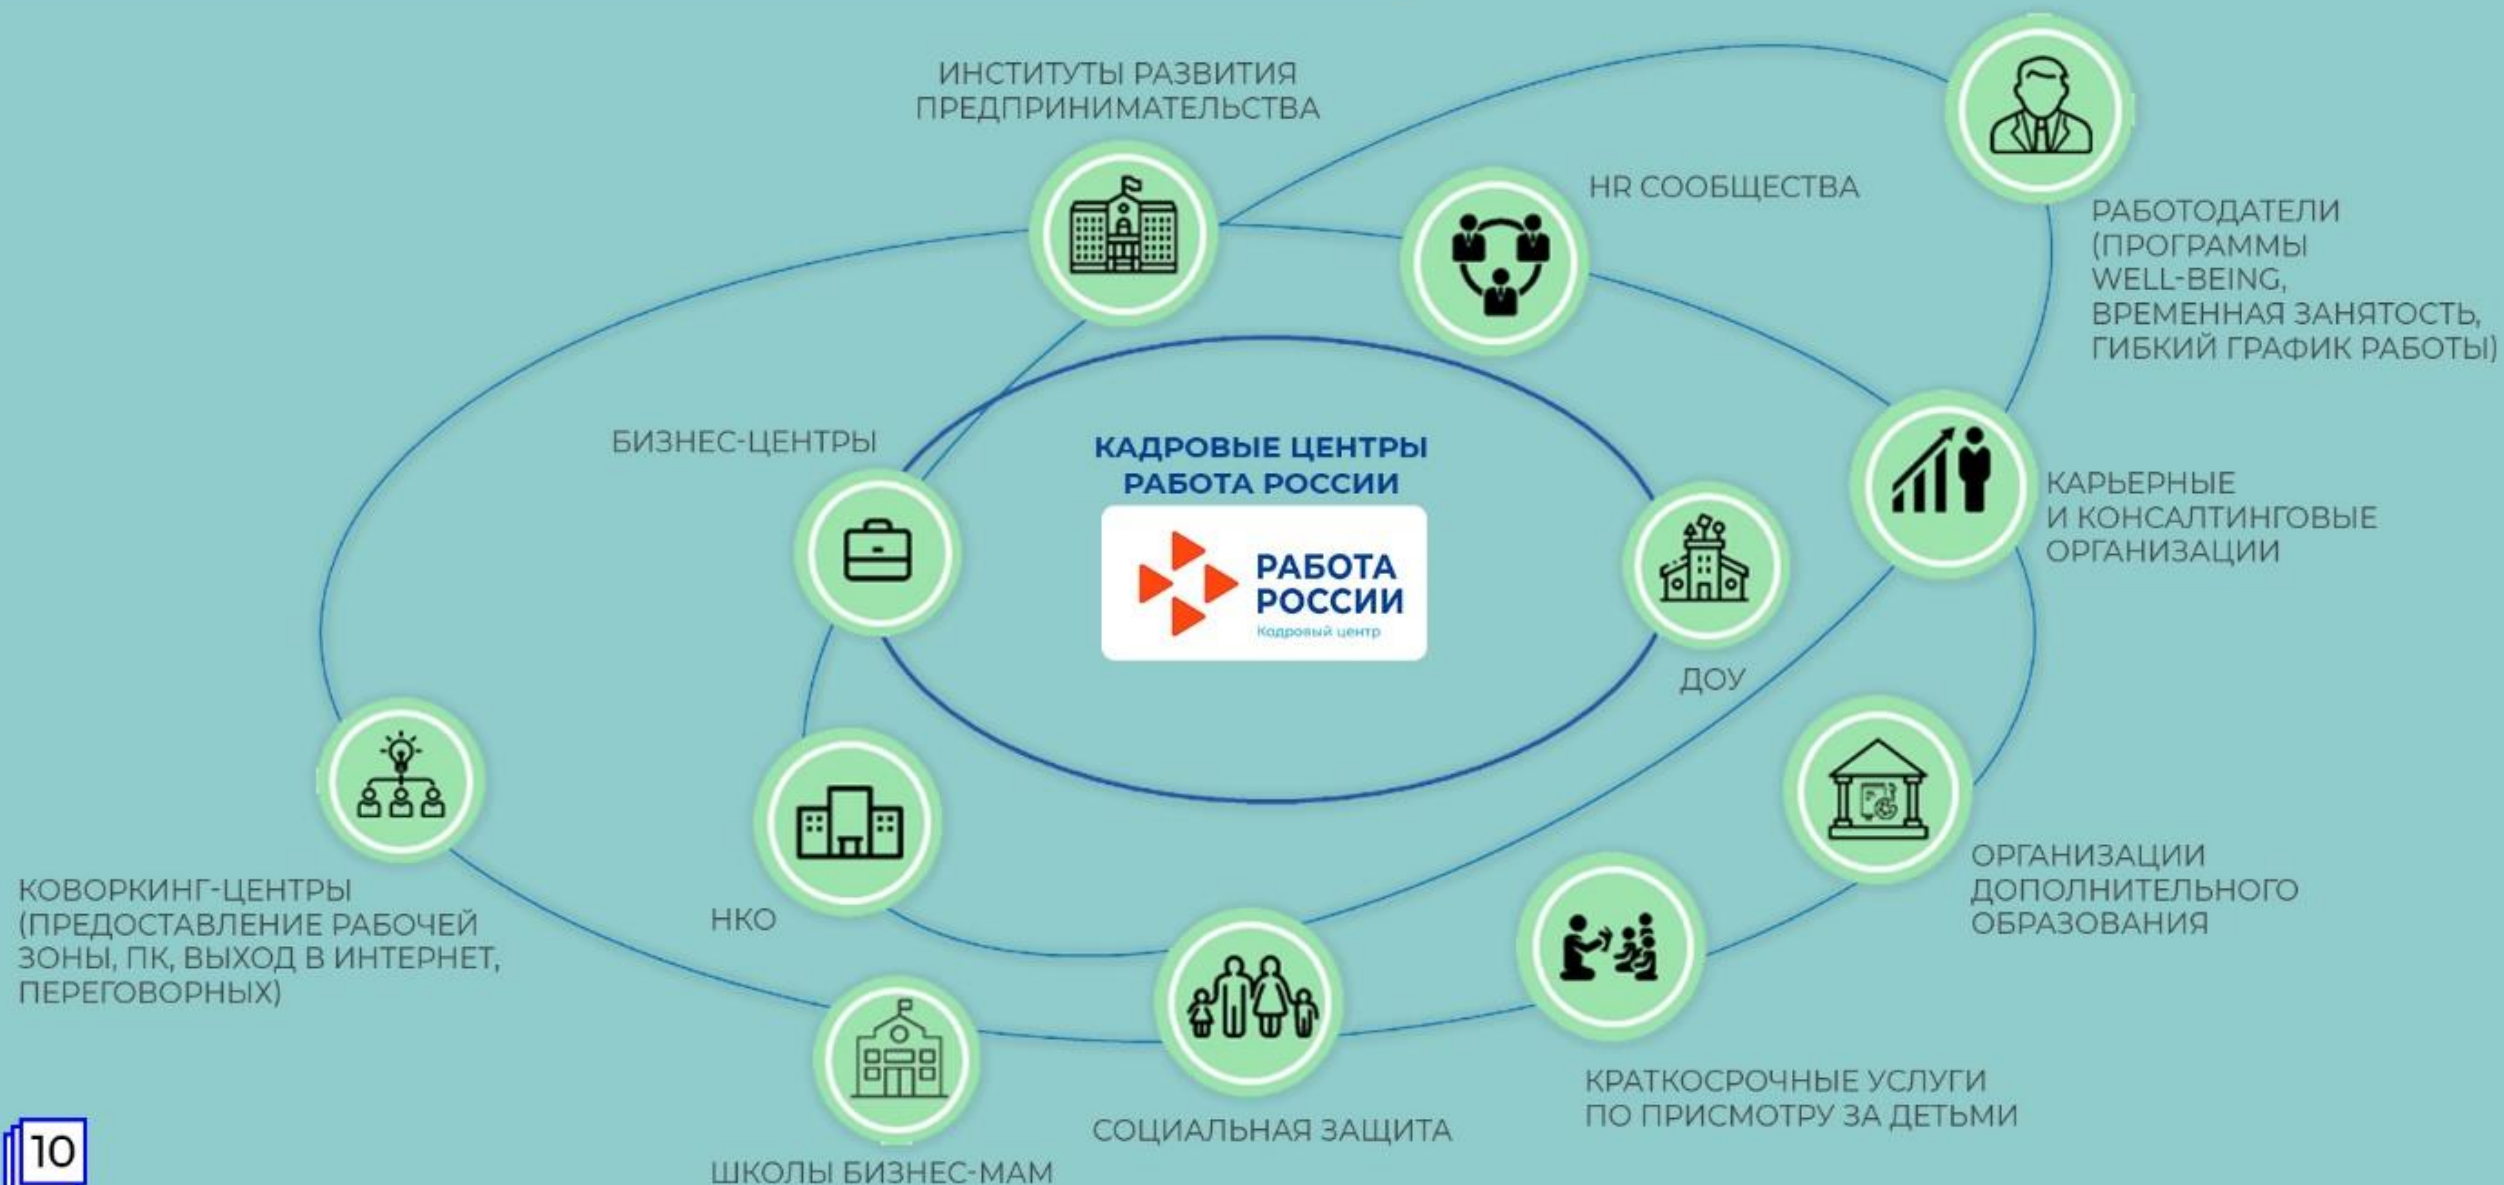 ИНСТИТУТЫ РАЗВИТИЯ
ПРЕДПРИНИМАТЕЛЬСТВА
HR СООБЩЕСТВА
РАБОТОДАТЕЛИ
(ПРОГРАММЫ
WELL-BEING,
ВРЕМЕННАЯ ЗАНЯТОСТЬ,
ГИБКИЙ ГРАФИК РАБОТЫ)
БИЗНЕС-ЦЕНТРЫ
КАДРОВЫЕ ЦЕНТРЫ
РАБОТА РОССИИ
РАБОТА
РОССИИ
Кадровый центр
КАРЬЕРНЫЕ
И КОНСАЛТИНГОВЫЕ
ОРГАНИЗАЦИИ
ДОУ
КОВОРКИНГ-ЦЕНТРЫ
(ПРЕДОСТАВЛЕНИЕ РАБОЧЕЙ
ЗОНЫ, ПК, ВЫХОД В ИНТЕРНЕТ,
ПЕРЕГОВОРНЫХ)
НКО
ОРГАНИЗАЦИИ
ДОПОЛНИТЕЛЬНОГО
ОБРАЗОВАНИЯ
КРАТКОСРОЧНЫЕ УСЛУГИ
ПО ПРИСМОТРУ ЗА ДЕТЬМИ
СОЦИАЛЬНАЯ ЗАЩИТА
ШКОЛЫ БИЗНЕС-МАМ
10